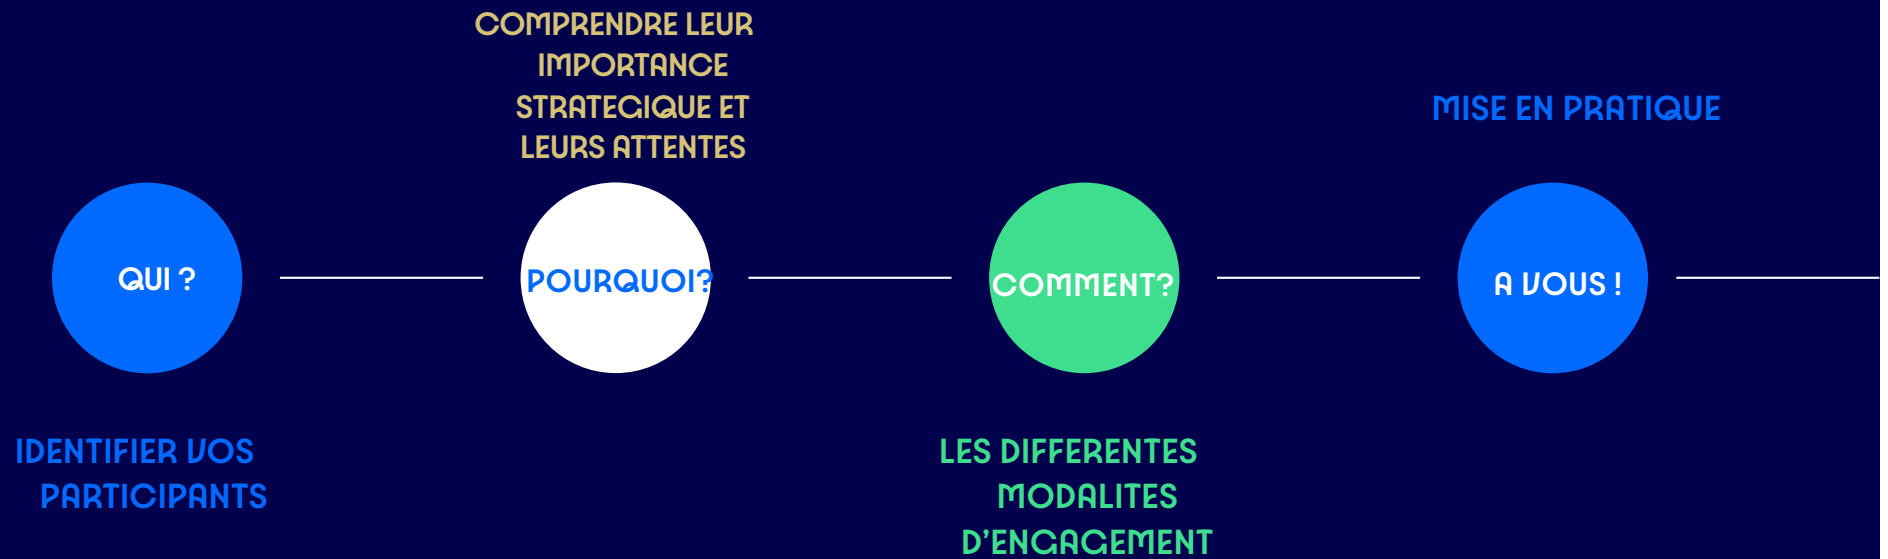 QUI ?
IDENTIFIER VOS
PARTICIPANTS
COMPRENDRE LEUR
IMPORTANCE
STRATEGIQUE ET
LEURS ATTENTES
POURQUOI?
COMMENT?
LES DIFFERENTES
MODALITES
D’ENGAGEMENT
MISE EN PRATIQUE
A VOUS !